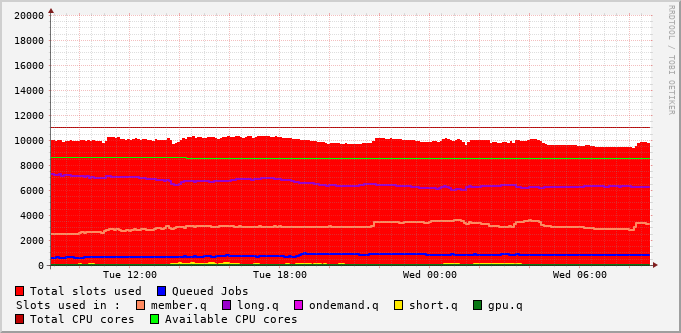 20000
18000
16000
14000
12000
10000
8000
6000
4000
2000
0
Tue 12:00 Tue 18:00 Wed 00:00 Wed 06:00
RRDTOOL / TOBI OETIKER
Total slots used Queued Jobs
Slots used in : member.q long.q ondemand.q short.q gpu.q
Total CPU cores Available CPU cores